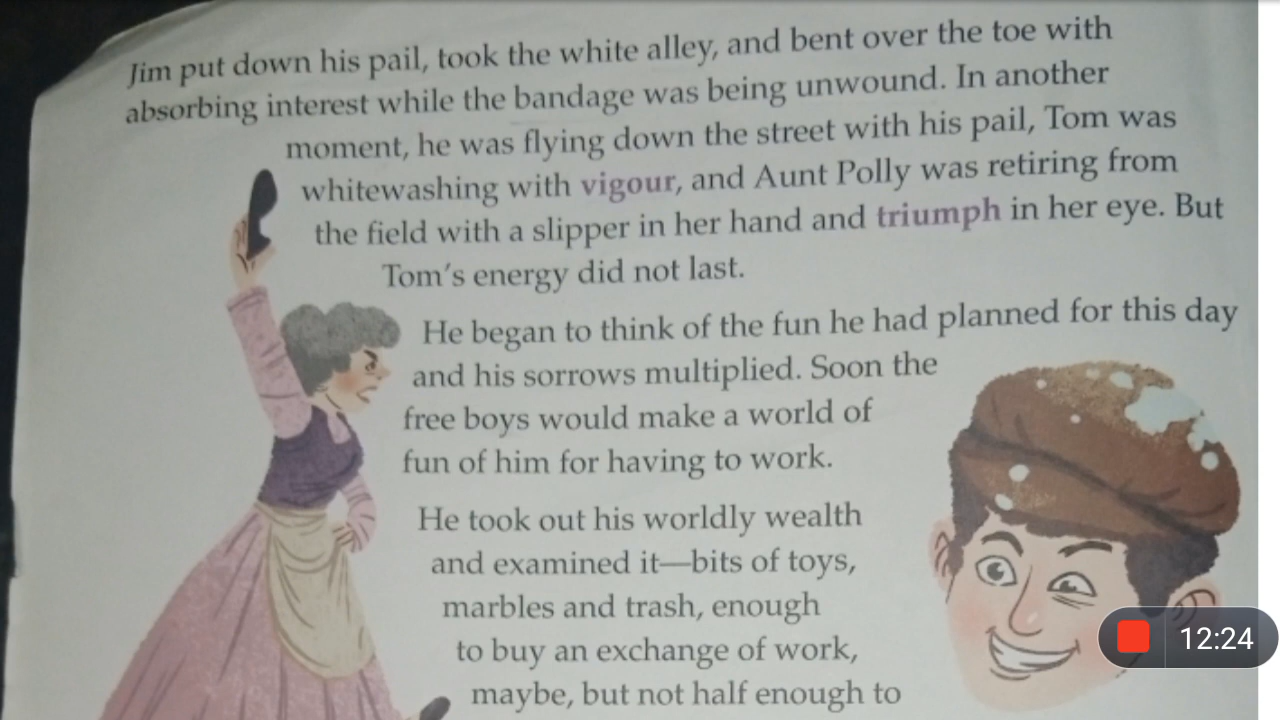 Jim put down his pail, took the white alley, and bent over the toe with
absorbing interest while the bandage was being unwound. In another
moment, he was flying down the street with his pail, Tom was
whitewashing with vigour, and Aunt Polly was retiring from
the field with a slipper in her hand and triumph in her eye. But
Tom's energy did not last.
He began to think of the fun he had planned for this day
and his sorrows multiplied. Soon the
free boys would make a world of
fun of him for having to work.
He took out his worldly wealth
and examined it—bits of toys,
marbles and trash, enough
to buy an exchange of work,
maybe, but not half enough to
12:24